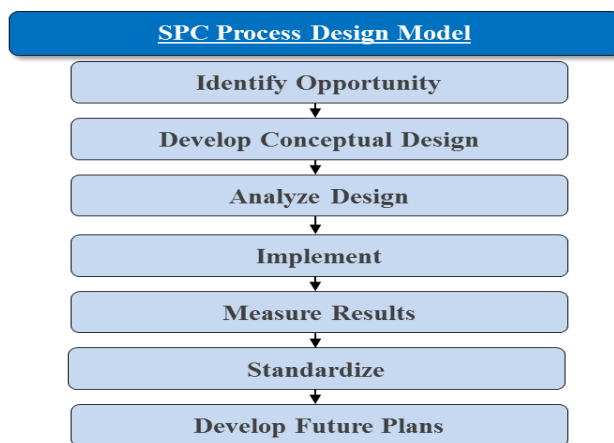 SPC Process Design Model
Identify Opportunity
Develop Conceptual Design
Analyze Design
Implement
Measure Results
Standardize
Develop Future Plans